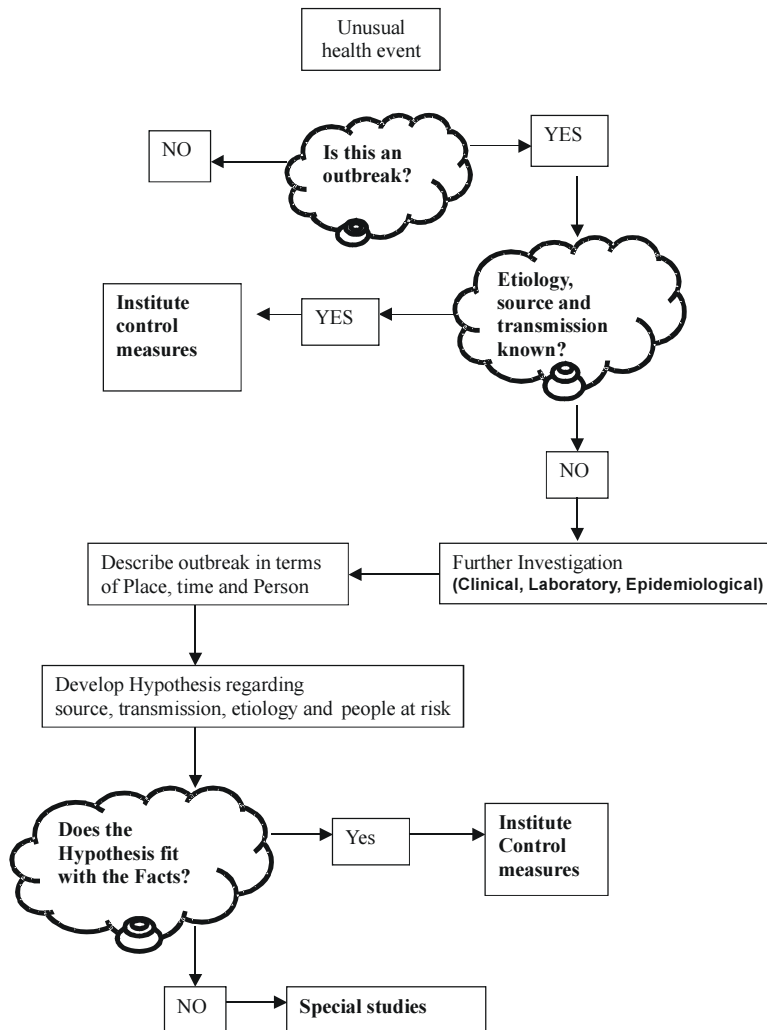 Unusual
health event
NO
Is this an
outbreak?
YES
Etiology,
source and
transmission
known?
YES
Institute
control
measures
NO
Further Investigation
(Clinical, Laboratory, Epidemiological)
Describe outbreak in terms
of Place, time and Person
Develop Hypothesis regarding
source, transmission, etiology and people at risk
Does the
Hypothesis fit
with the Facts?
Yes
Institute
Control
measures
NO
Special studies